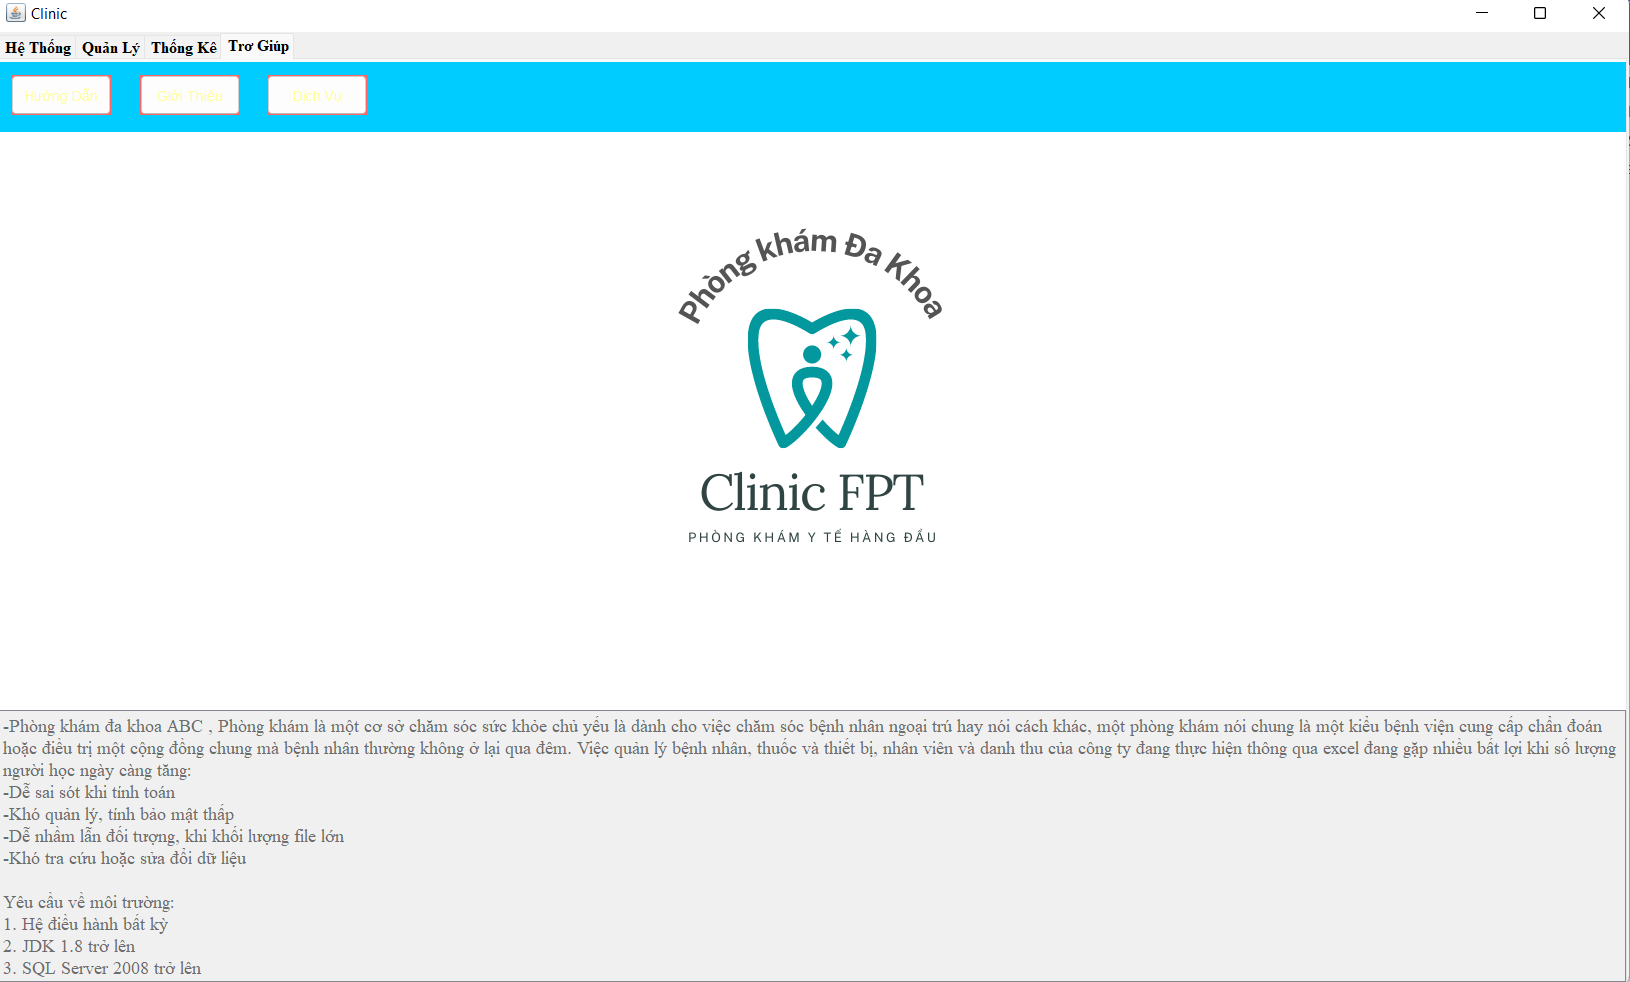 Clinic
Hệ Thống Quản Lý Thống Kê Trơ Giúp
Hướng Dẫn Giới Thiệu Dịch Vụ
Phòng khám Đa Khoa
Clinic FPT
PHÒNG KHÁM Y TẾ HÀNG ĐẦU
-Phòng khám đa khoa ABC , Phòng khám là một cơ sở chăm sóc sức khỏe chủ yếu là dành cho việc chăm sóc bệnh nhân ngoại trú hay nói cách khác, một phòng khám nói chung là một kiểu bệnh viện cung cấp chẩn đoán
hoặc điều trị một cộng đồng chung mà bệnh nhân thường không ở lại qua đêm. Việc quản lý bệnh nhân, thuốc và thiết bị, nhân viên và danh thu của công ty đang thực hiện thông qua excel đang gặp nhiều bất lợi khi số lượng
người học ngày càng tăng:
-Dễ sai sót khi tính toán
-Khó quản lý, tính bảo mật thấp
-Dễ nhầm lẫn đối tượng, khi khối lượng file lớn
-Khó tra cứu hoặc sửa đổi dữ liệu
Yêu cầu về môi trường:
1. Hệ điều hành bất kỳ
2. JDK 1.8 trở lên
3. SQL Server 2008 trở lên